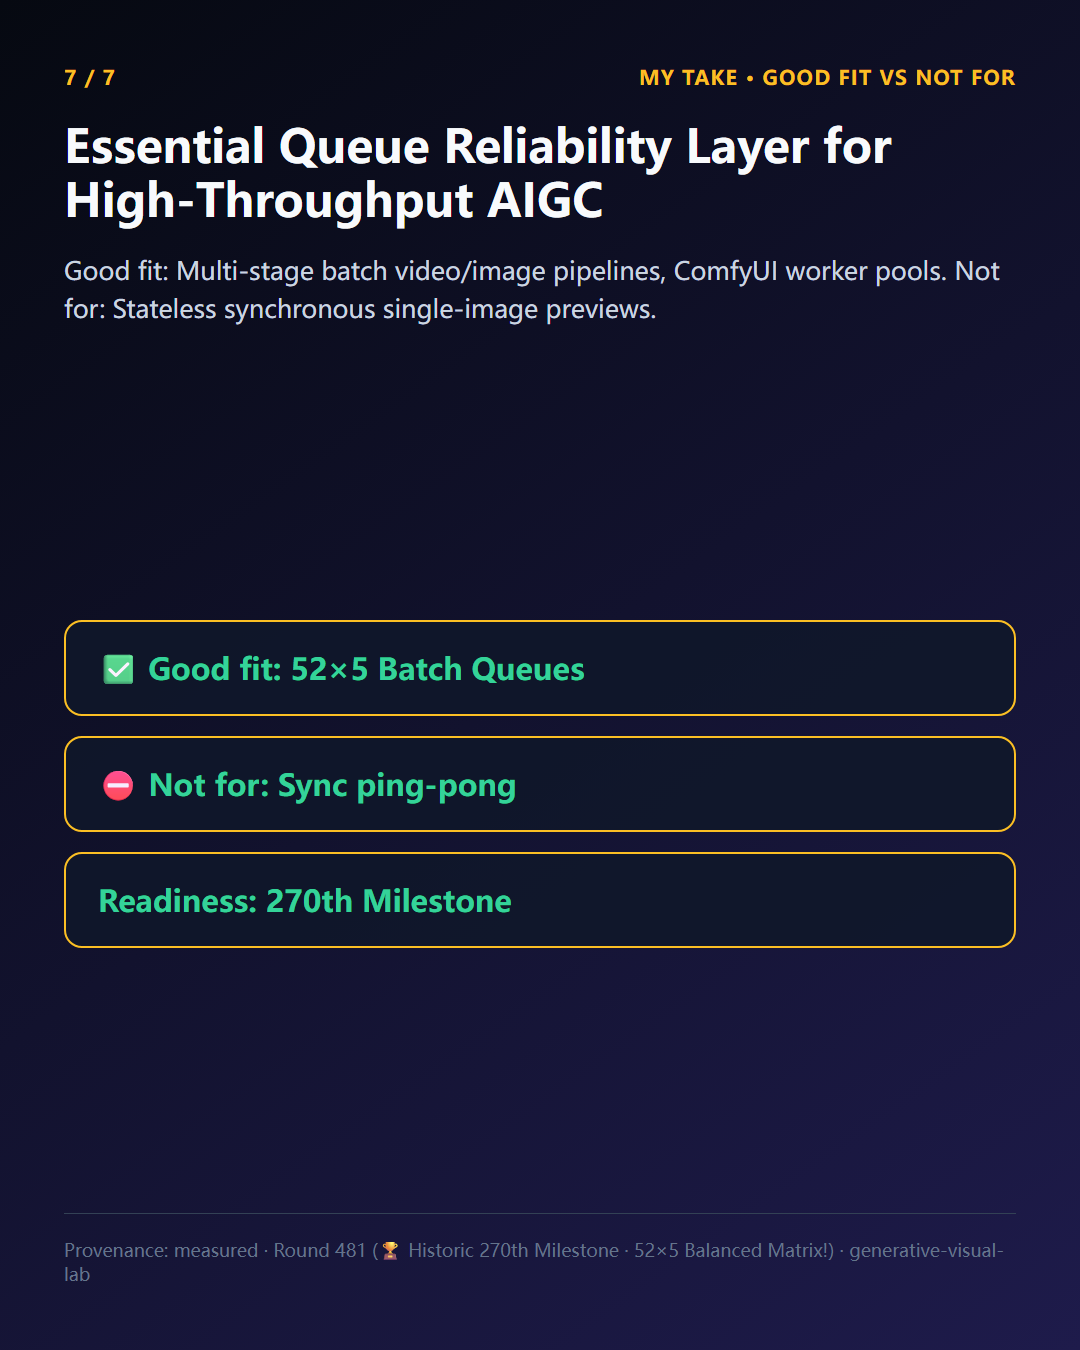 7 / 7
MY TAKE • GOOD FIT VS NOT FOR
Essential Queue Reliability Layer for
High-Throughput AIGC
Good fit: Multi-stage batch video/image pipelines, ComfyUI worker pools. Not
for: Stateless synchronous single-image previews.
✅ Good fit: 52×5 Batch Queues
⛔ Not for: Sync ping-pong
Readiness: 270th Milestone
Provenance: measured · Round 481 (🏆 Historic 270th Milestone · 52×5 Balanced Matrix!) · generative-visual-
lab